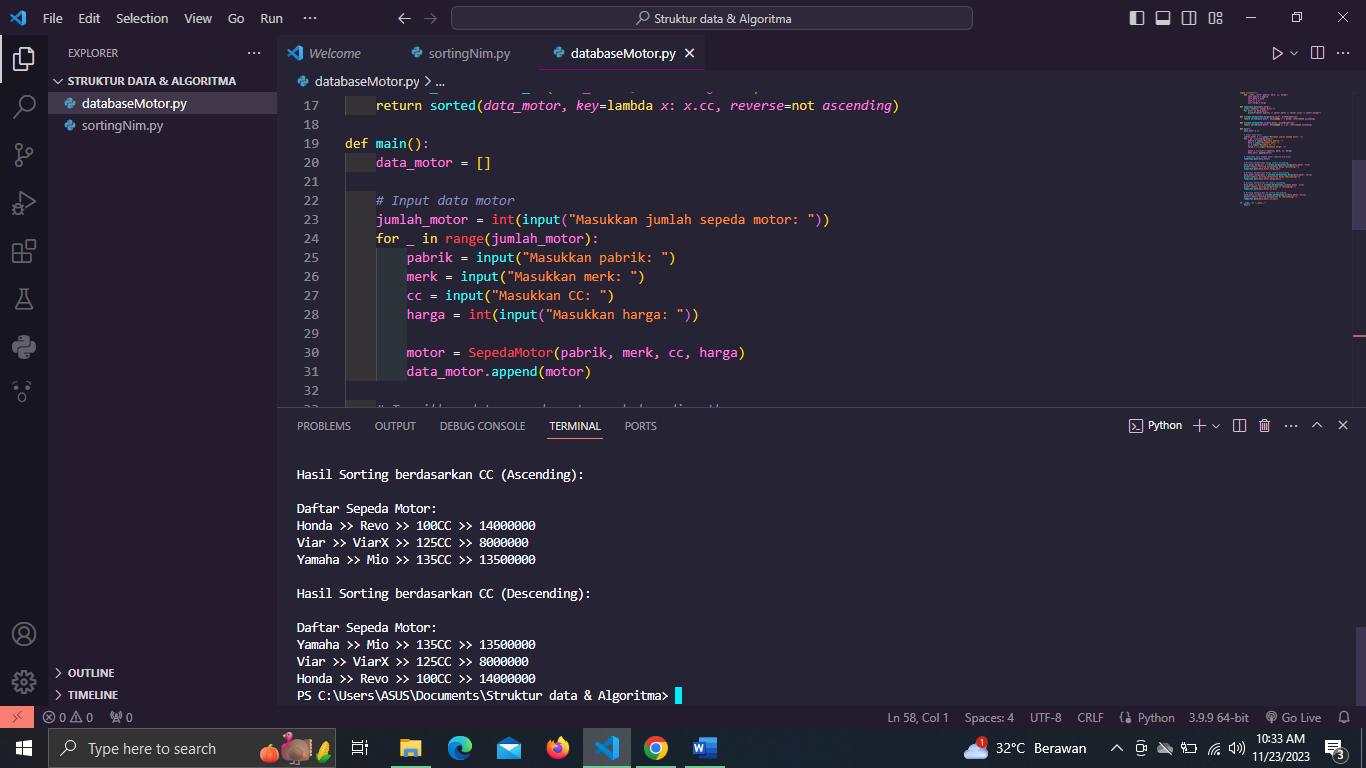 File Edit Selection View Go Run ···
Struktur data & Algoritma
EXPLORER ···
STRUKTUR DATA & ALGORITMA
databaseMotor.py
sortingNim.py
OUTLINE
TIMELINE
Welcome sortingNim.py databaseMotor.py
databaseMotor.py > ...
17 return sorted(data_motor, key=lambda x: x.cc, reverse=not ascending)
18
19 def main():
20 data_motor = []
21
22 # Input data motor
23 jumlah_motor = int(input("Masukkan jumlah sepeda motor: "))
24 for _ in range(jumlah_motor):
25 pabrik = input("Masukkan pabrik: ")
26 merk = input("Masukkan merk: ")
27 cc = input("Masukkan CC: ")
28 harga = int(input("Masukkan harga: "))
29
30 motor = SepedaMotor(pabrik, merk, cc, harga)
31 data_motor.append(motor)
32
PROBLEMS OUTPUT DEBUG CONSOLE TERMINAL PORTS Python
Hasil Sorting berdasarkan CC (Ascending):
Daftar Sepeda Motor:
Honda >> Revo >> 100CC >> 14000000
Viar >> ViarX >> 125CC >> 8000000
Yamaha >> Mio >> 135CC >> 13500000
Hasil Sorting berdasarkan CC (Descending):
Daftar Sepeda Motor:
Yamaha >> Mio >> 135CC >> 13500000
Viar >> ViarX >> 125CC >> 8000000
Honda >> Revo >> 100CC >> 14000000
PS C:\Users\ASUS\Documents\Struktur data & Algoritma>
0 0 0 Ln 58, Col 1 Spaces: 4 UTF-8 CRLF Python 3.9.9 64-bit Go Live
Type here to search 1 32°C Berawan 10:33 AM
11/23/2023 3